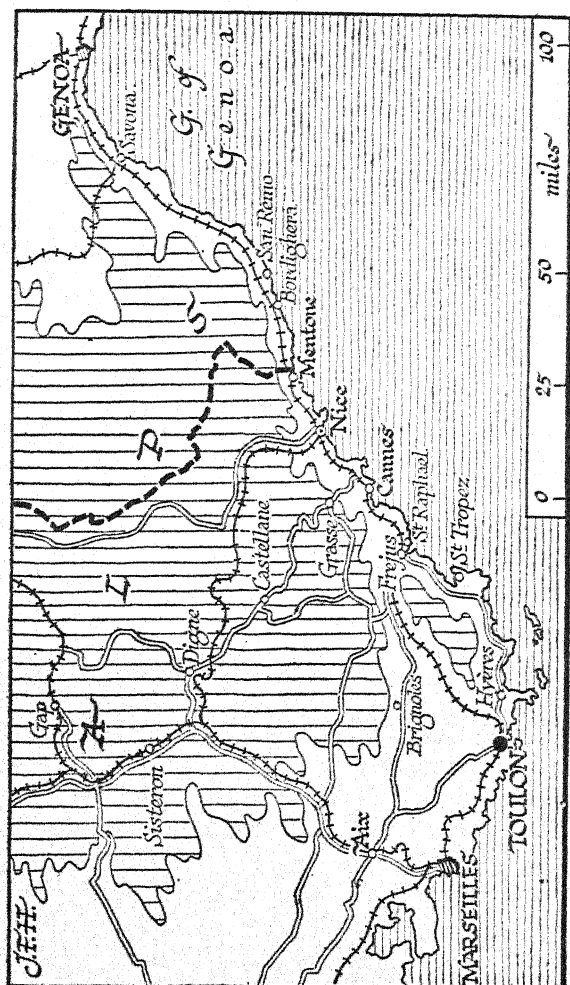 J.F.H.
Gap
A L P S
Sisteron
Digne
Castellane
Grasse
Aix
Brignoles
Frejus
St Raphael
Cannes
Nice
Mentone
Bordighera
San Remo
Savona
GENOA
G. of
Genoa
MARSEILLES
TOULON
Hyères
St Tropez
0 25 50 miles 100